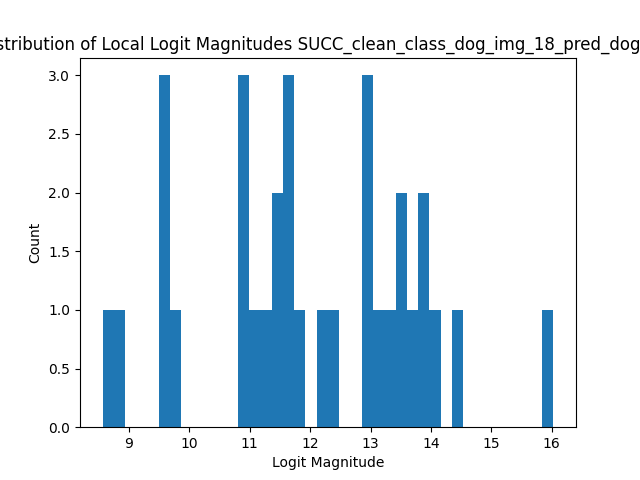 stribution of Local Logit Magnitudes SUCC_clean_class_dog_img_18_pred_dog
3.0
2.5
2.0
1.5
1.0
0.5
0.0
Count
9 10 11 12 13 14 15 16
Logit Magnitude